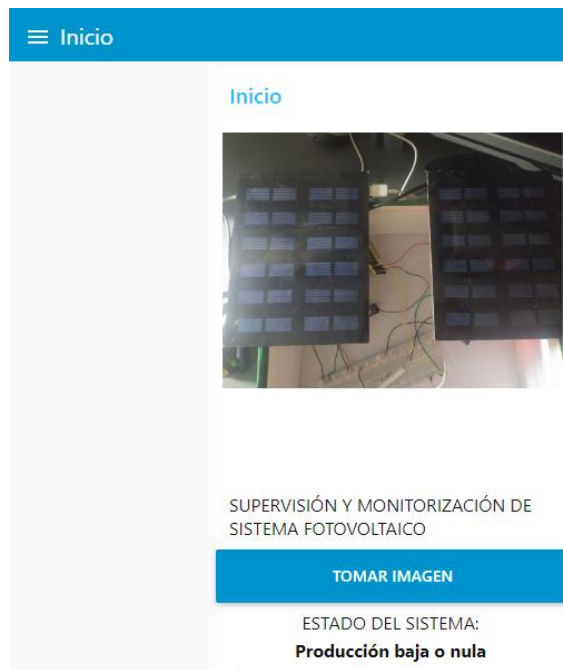 Inicio
Inicio
SUPERVISIÓN Y MONITORIZACIÓN DE
SISTEMA FOTOVOLTAICO
TOMAR IMAGEN
ESTADO DEL SISTEMA:
Producción baja o nula